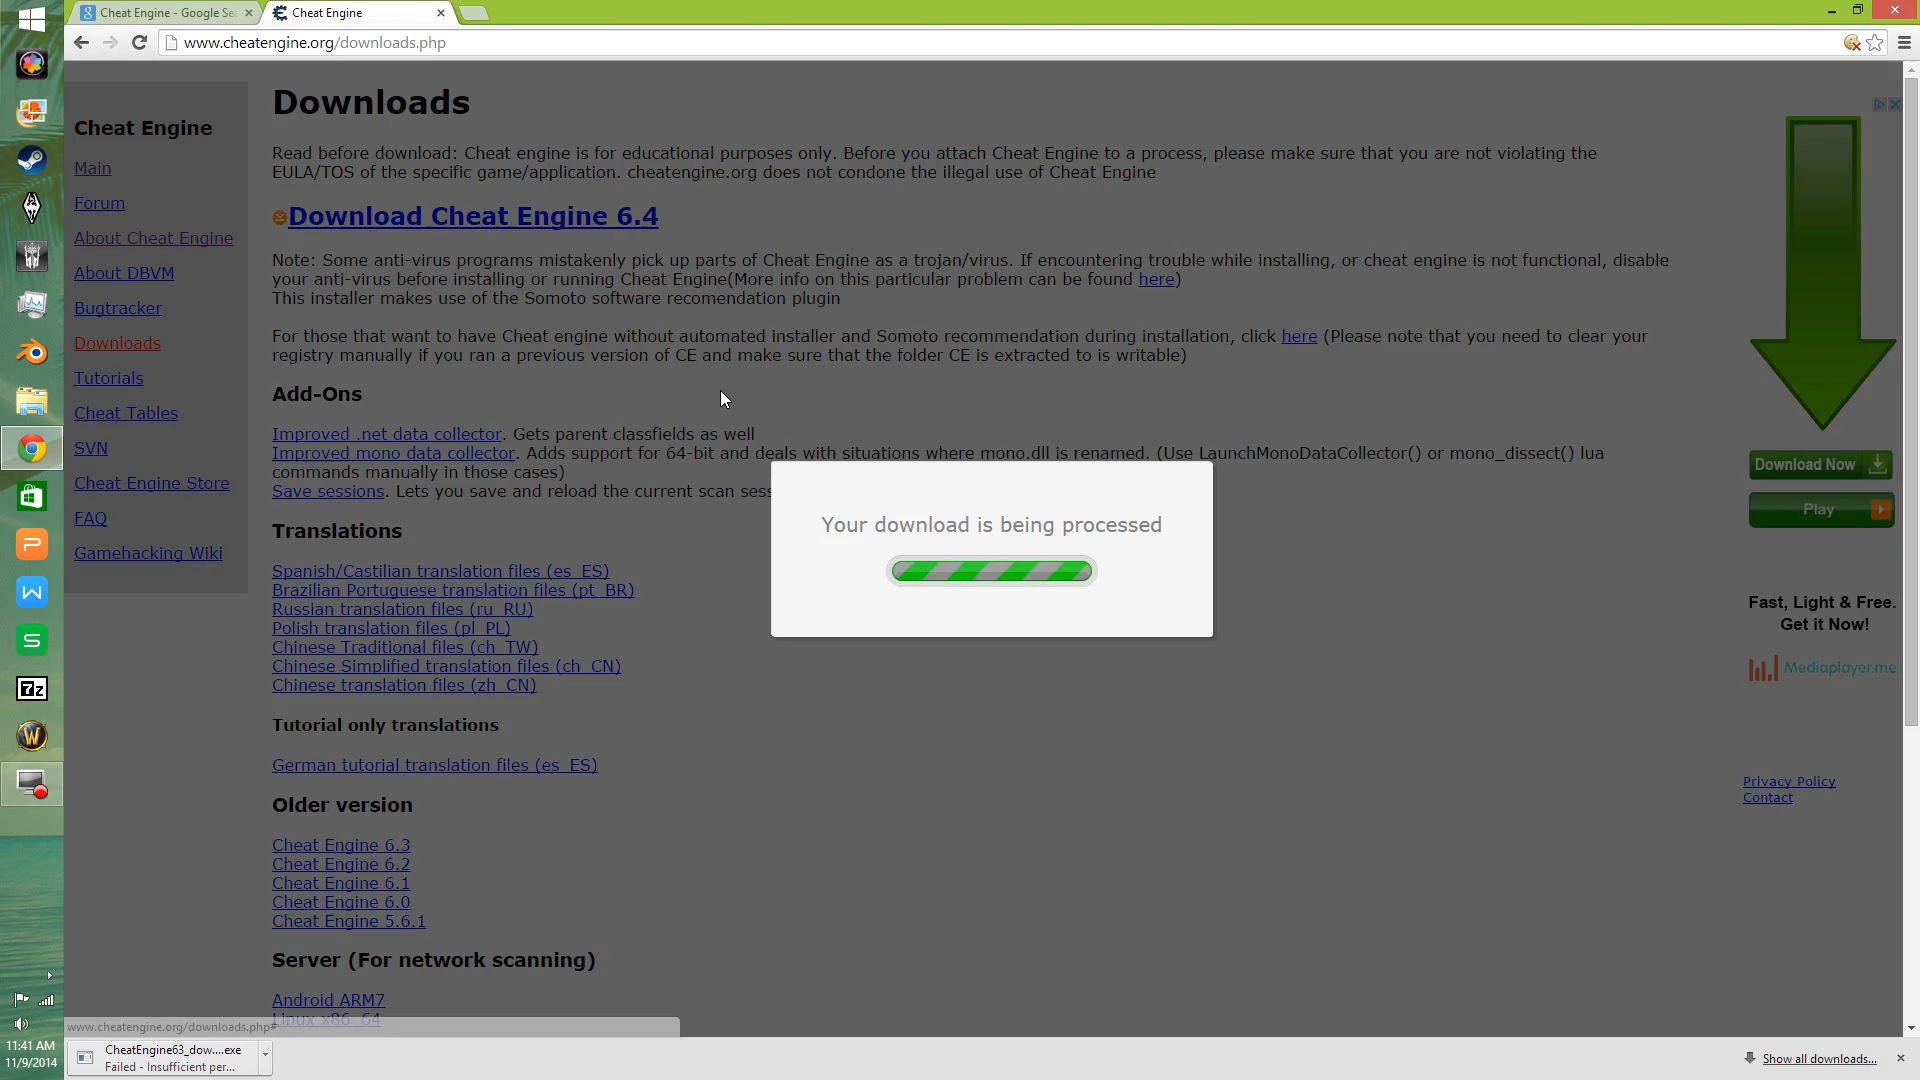 Cheat Engine - Google Se
Cheat Engine
www.cheatengine.org/downloads.php
Cheat Engine
Main
Forum
About Cheat Engine
About DBVM
Bugtracker
Downloads
Tutorials
Cheat Tables
SVN
Cheat Engine Store
FAQ
Gamehacking Wiki
Downloads
Read before download: Cheat engine is for educational purposes only. Before you attach Cheat Engine to a process, please make sure that you are not violating the
EULA/TOS of the specific game/application. cheatengine.org does not condone the illegal use of Cheat Engine
Download Cheat Engine 6.4
Note: Some anti-virus programs mistakenly pick up parts of Cheat Engine as a trojan/virus. If encountering trouble while installing, or cheat engine is not functional, disable
your anti-virus before installing or running Cheat Engine(More info on this particular problem can be found here)
This installer makes use of the Somoto software recomendation plugin
For those that want to have Cheat engine without automated installer and Somoto recommendation during installation, click here (Please note that you need to clear your
registry manually if you ran a previous version of CE and make sure that the folder CE is extracted to is writable)
Add-Ons
Improved .net data collector. Gets parent classfields as well
Improved mono data collector. Adds support for 64-bit and deals with situations where mono.dll is renamed. (Use LaunchMonoDataCollector() or mono_dissect() lua
commands manually in those cases)
Save sessions. Lets you save and reload the current scan sess
Your download is being processed
Translations
Spanish/Castilian translation files (es_ES)
Brazilian Portuguese translation files (pt_BR)
Russian translation files (ru_RU)
Polish translation files (pl_PL)
Chinese Traditional files (ch_TW)
Chinese Simplified translation files (ch_CN)
Chinese translation files (zh_CN)
Tutorial only translations
German tutorial translation files (es_ES)
Older version
Cheat Engine 6.3
Cheat Engine 6.2
Cheat Engine 6.1
Cheat Engine 6.0
Cheat Engine 5.6.1
Server (For network scanning)
Android ARM7
Linux x86_64
Download Now
Play
Fast, Light & Free.
Get it Now!
Mediaplayer.me
Privacy Policy
Contact
www.cheatengine.org/downloads.php#
CheatEngine63_dow....exe
Failed - Insufficient per...
Show all downloads...
7z
P
W
S
W
11:41 AM
11/9/2014